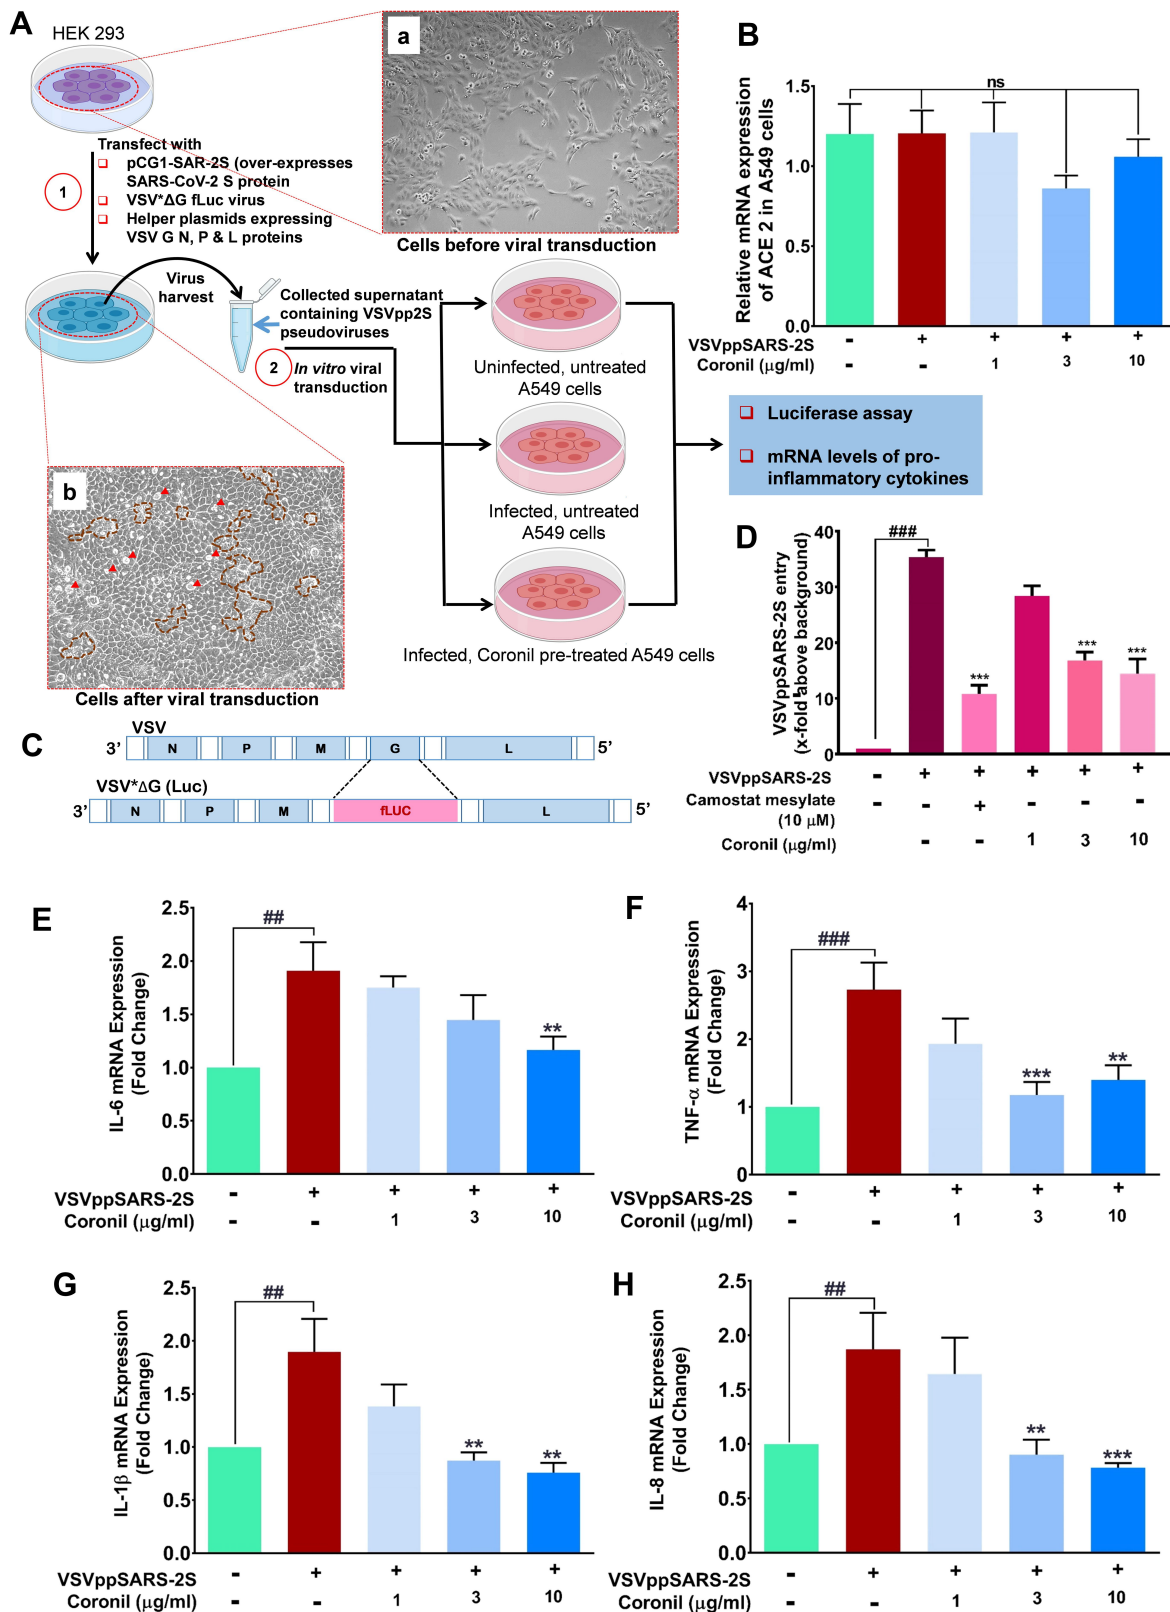 A
HEK 293
a
Transfect with
pCG1-SAR-2S (over-expresses
SARS-CoV-2 S protein
VSV*ΔG fLuc virus
Helper plasmids expressing
VSV G N, P & L proteins
1
Cells before viral transduction
Virus
harvest
Collected supernatant
containing VSVpp2S
pseudoviruses
2
In vitro viral
transduction
Uninfected, untreated
A549 cells
Infected, untreated
A549 cells
Infected, Coronil pre-treated A549 cells
b
Cells after viral transduction
Luciferase assay
mRNA levels of pro-
inflammatory cytokines
B
Relative mRNA expression
of ACE 2 in A549 cells
1.5
1.0
0.5
0.0
ns
VSVppSARS-2S - + + + +
Coronil (μg/ml) - - 1 3 10
C
VSV
3' N P M G L 5'
VSV*ΔG (Luc)
3' N P M fLUC L 5'
D
VSVppSARS-2S entry
(x-fold above background)
40
30
20
10
0
###
*** *** ***
VSVppSARS-2S - + + + + +
Camostat mesylate - - + - - -
(10 μM)
Coronil (μg/ml) - - 1 3 10
E
IL-6 mRNA Expression
(Fold Change)
2.5
2.0
1.5
1.0
0.5
0.0
##
**
VSVppSARS-2S - + + + +
Coronil (μg/ml) - - 1 3 10
F
TNF-α mRNA Expression
(Fold Change)
4
3
2
1
0
###
*** **
VSVppSARS-2S - + + + +
Coronil (μg/ml) - - 1 3 10
G
IL-1β mRNA Expression
(Fold Change)
2.5
2.0
1.5
1.0
0.5
0.0
##
** **
VSVppSARS-2S - + + + +
Coronil (μg/ml) - - 1 3 10
H
IL-8 mRNA Expression
(Fold Change)
2.5
2.0
1.5
1.0
0.5
0.0
##
** ***
VSVppSARS-2S - + + + +
Coronil (μg/ml) - - 1 3 10